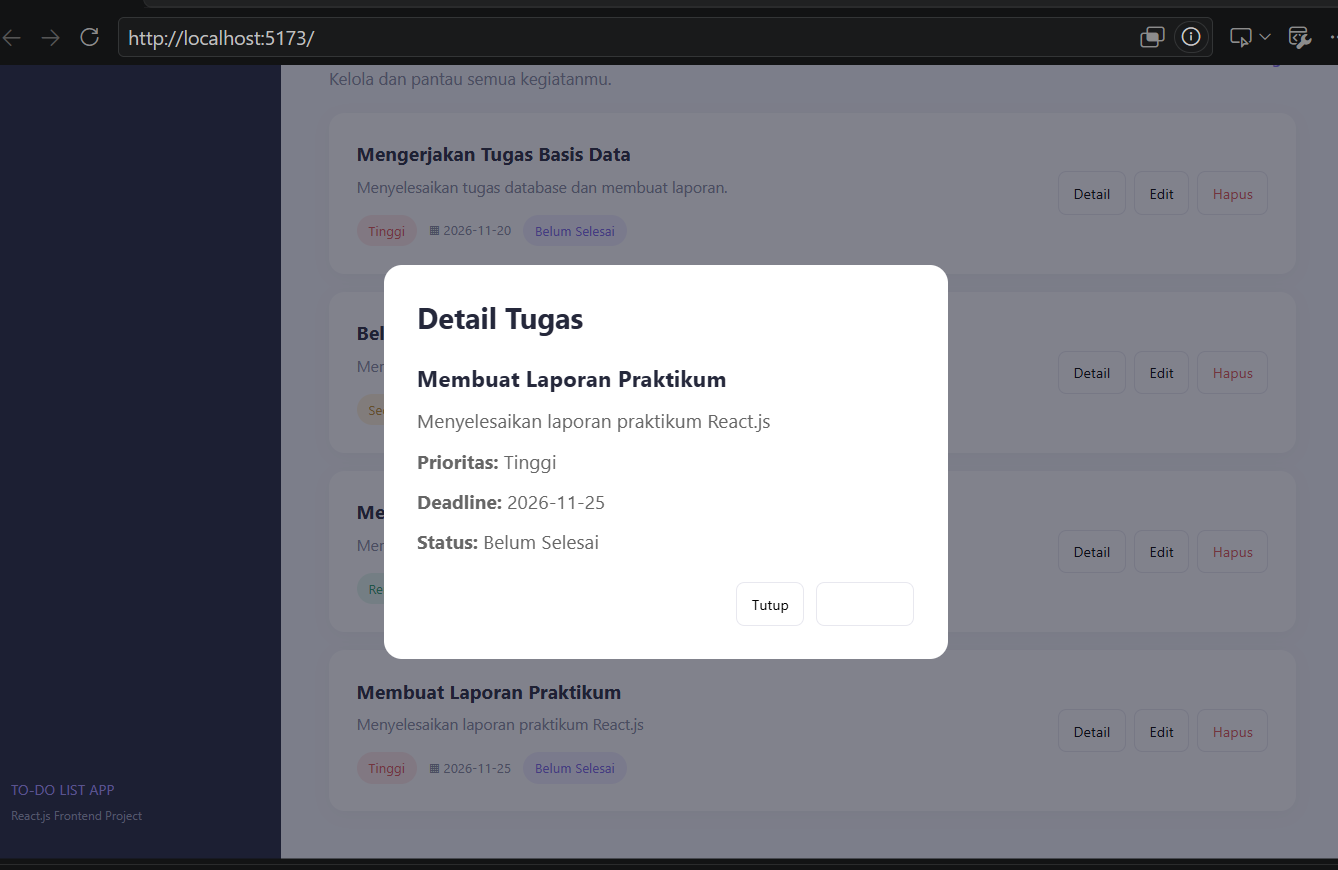 http://localhost:5173/
Kelola dan pantau semua kegiatanmu.
Mengerjakan Tugas Basis Data
Menyelesaikan tugas database dan membuat laporan.
Tinggi 2026-11-20 Belum Selesai
Detail Edit Hapus
Bel
Men
Detail Edit Hapus
Detail Tugas
Membuat Laporan Praktikum
Menyelesaikan laporan praktikum React.js
Prioritas: Tinggi
Deadline: 2026-11-25
Status: Belum Selesai
Tutup
Me
Detail Edit Hapus
Membuat Laporan Praktikum
Menyelesaikan laporan praktikum React.js
Tinggi 2026-11-25 Belum Selesai
Detail Edit Hapus
TO-DO LIST APP
React.js Frontend Project